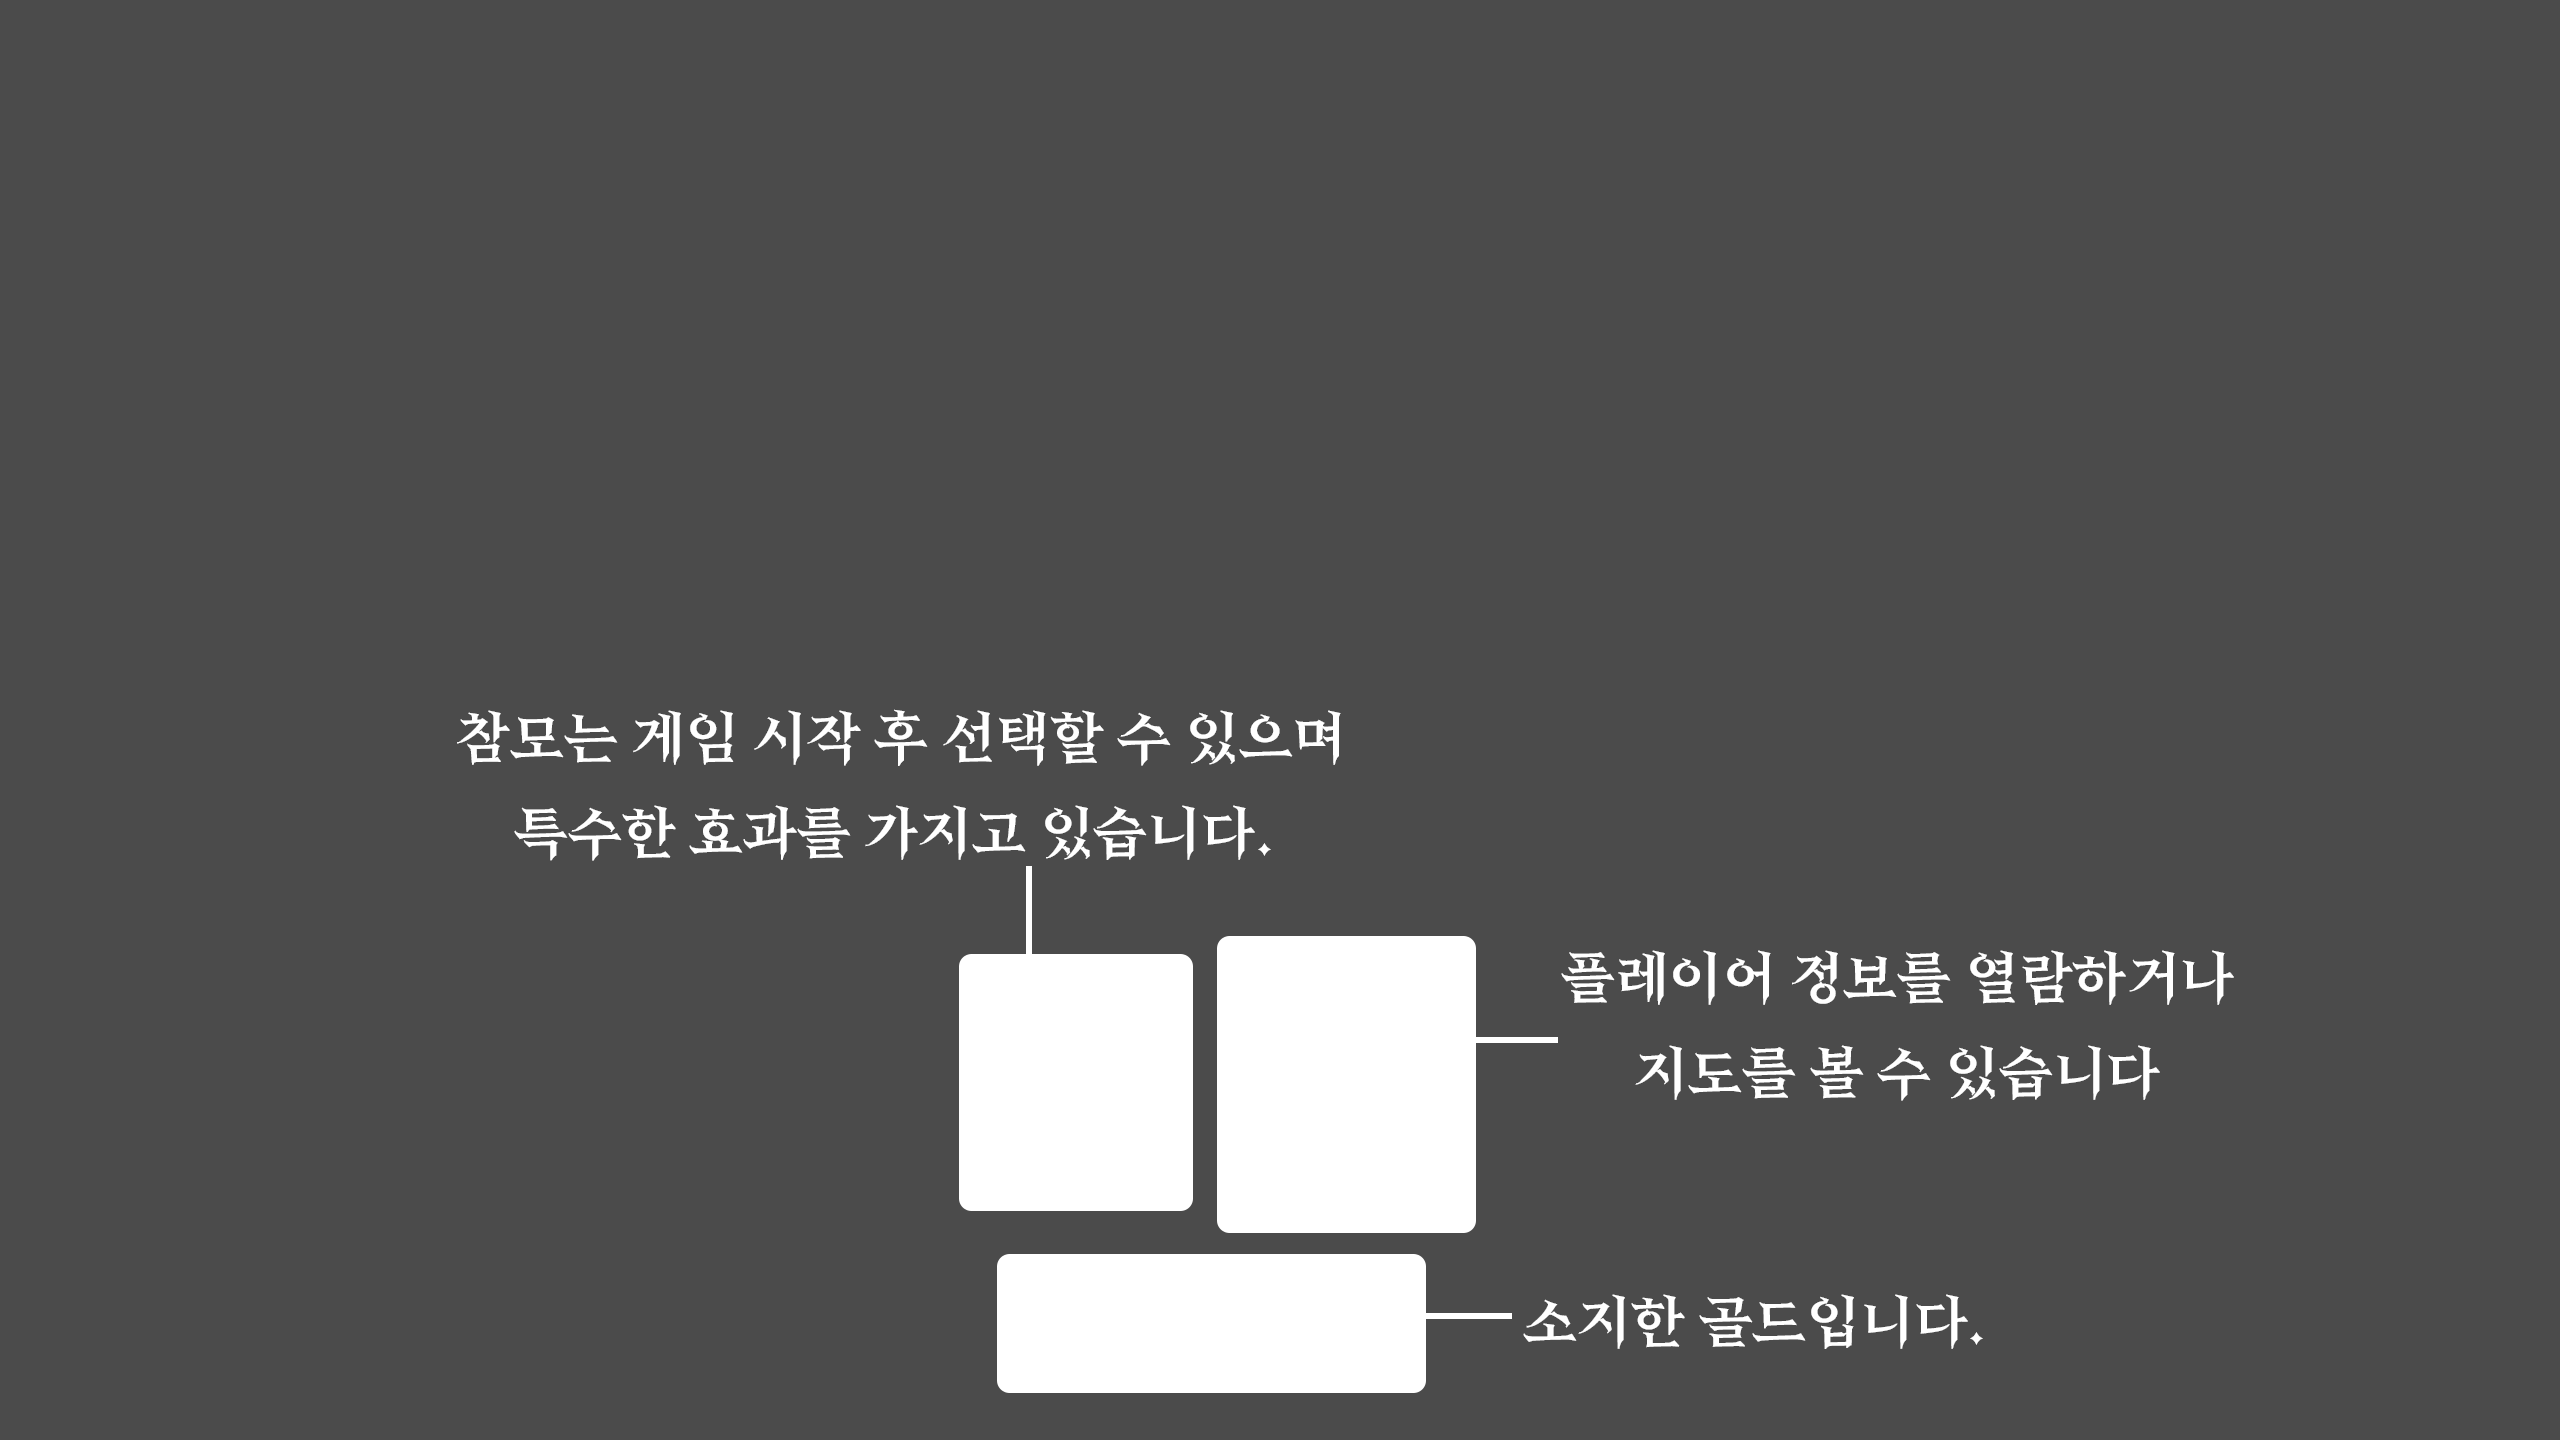 참모는 게임 시작 후 선택할 수 있으며
특수한 효과를 가지고 있습니다.
플레이어 정보를 열람하거나
지도를 볼 수 있습니다
소지한 골드입니다.